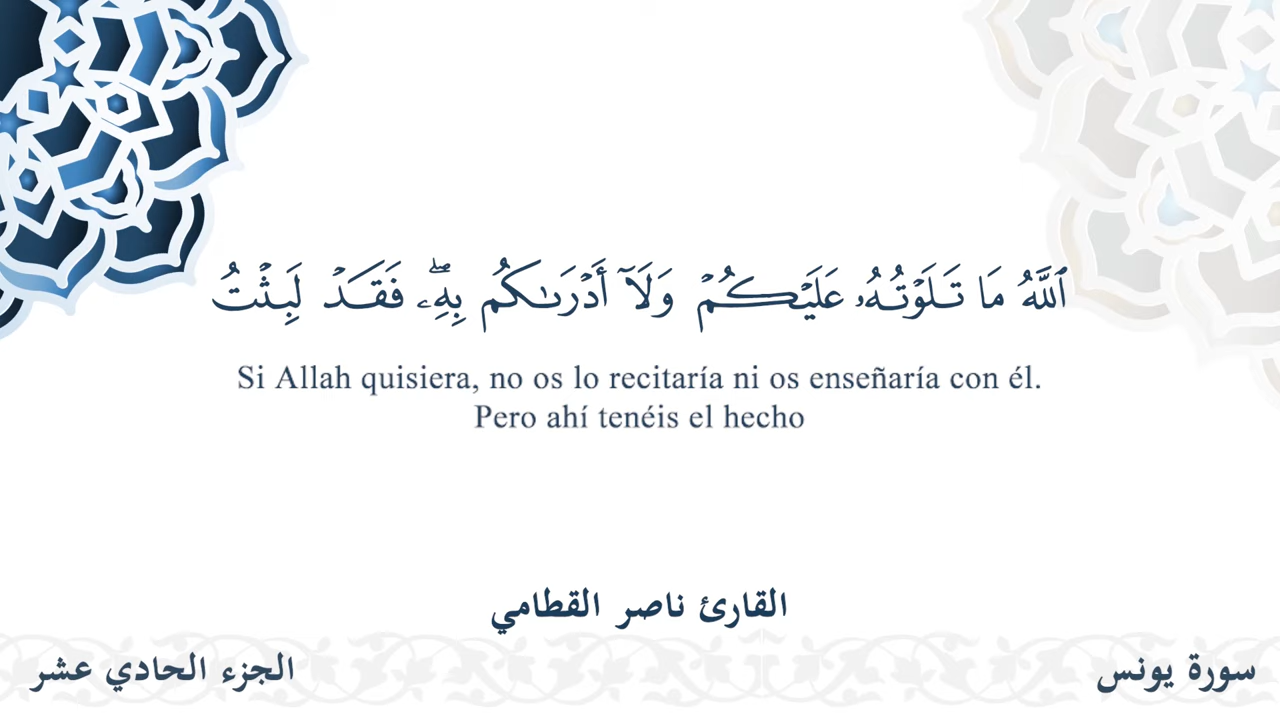 ٱللَّهُ مَا تَلَوۡتُهُۥ عَلَيۡكُمۡ وَلَآ أَدۡرَىٰكُم بِهِۦۖ فَقَدۡ لَبِثۡتُ
Si Allah quisiera, no os lo recitaría ni os enseñaría con él.
Pero ahí tenéis el hecho
القارئ ناصر القطامي
سورة يونس
الجزء الحادي عشر